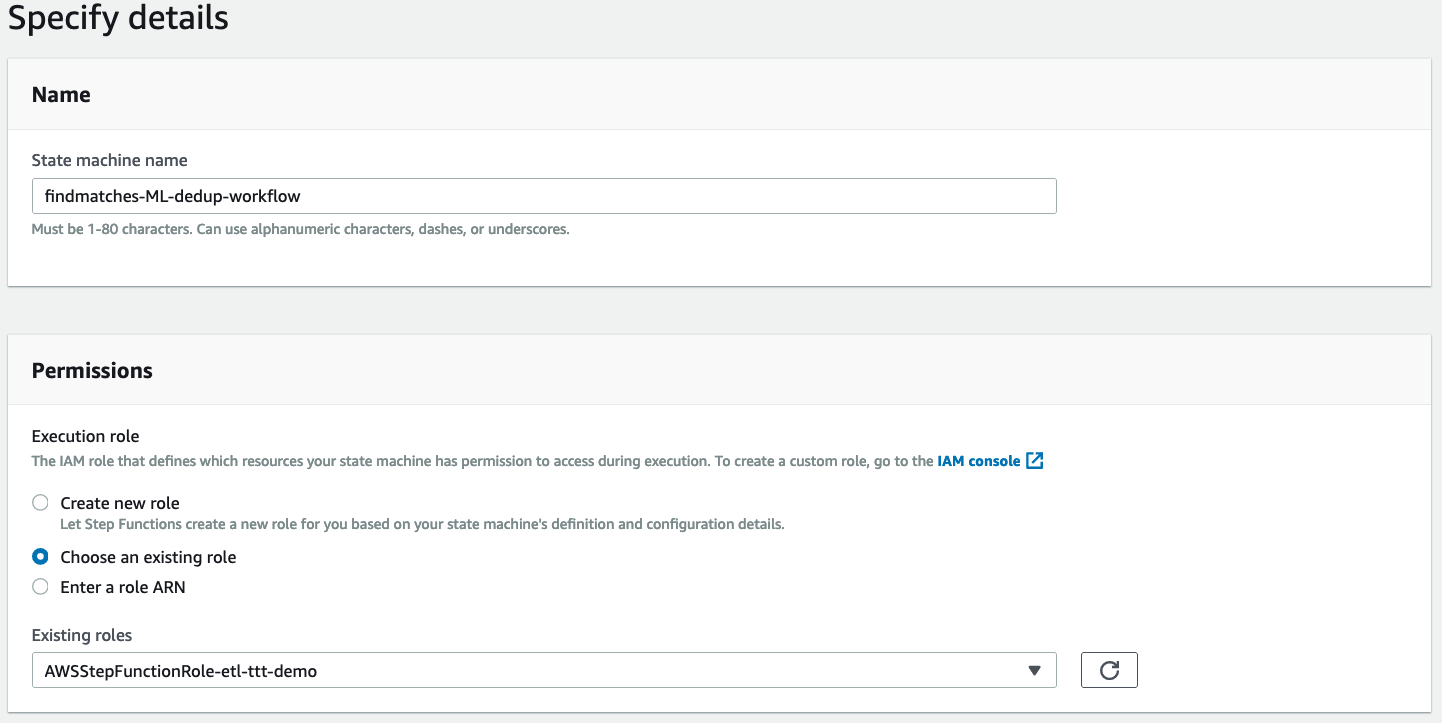 Specify details
Name
State machine name
findmatches-ML-dedup-workflow
Must be 1-80 characters. Can use alphanumeric characters, dashes, or underscores.
Permissions
Execution role
The IAM role that defines which resources your state machine has permission to access during execution. To create a custom role, go to the IAM console
Create new role
Let Step Functions create a new role for you based on your state machine's definition and configuration details.
Choose an existing role
Enter a role ARN
Existing roles
AWSStepFunctionRole-etl-ttt-demo